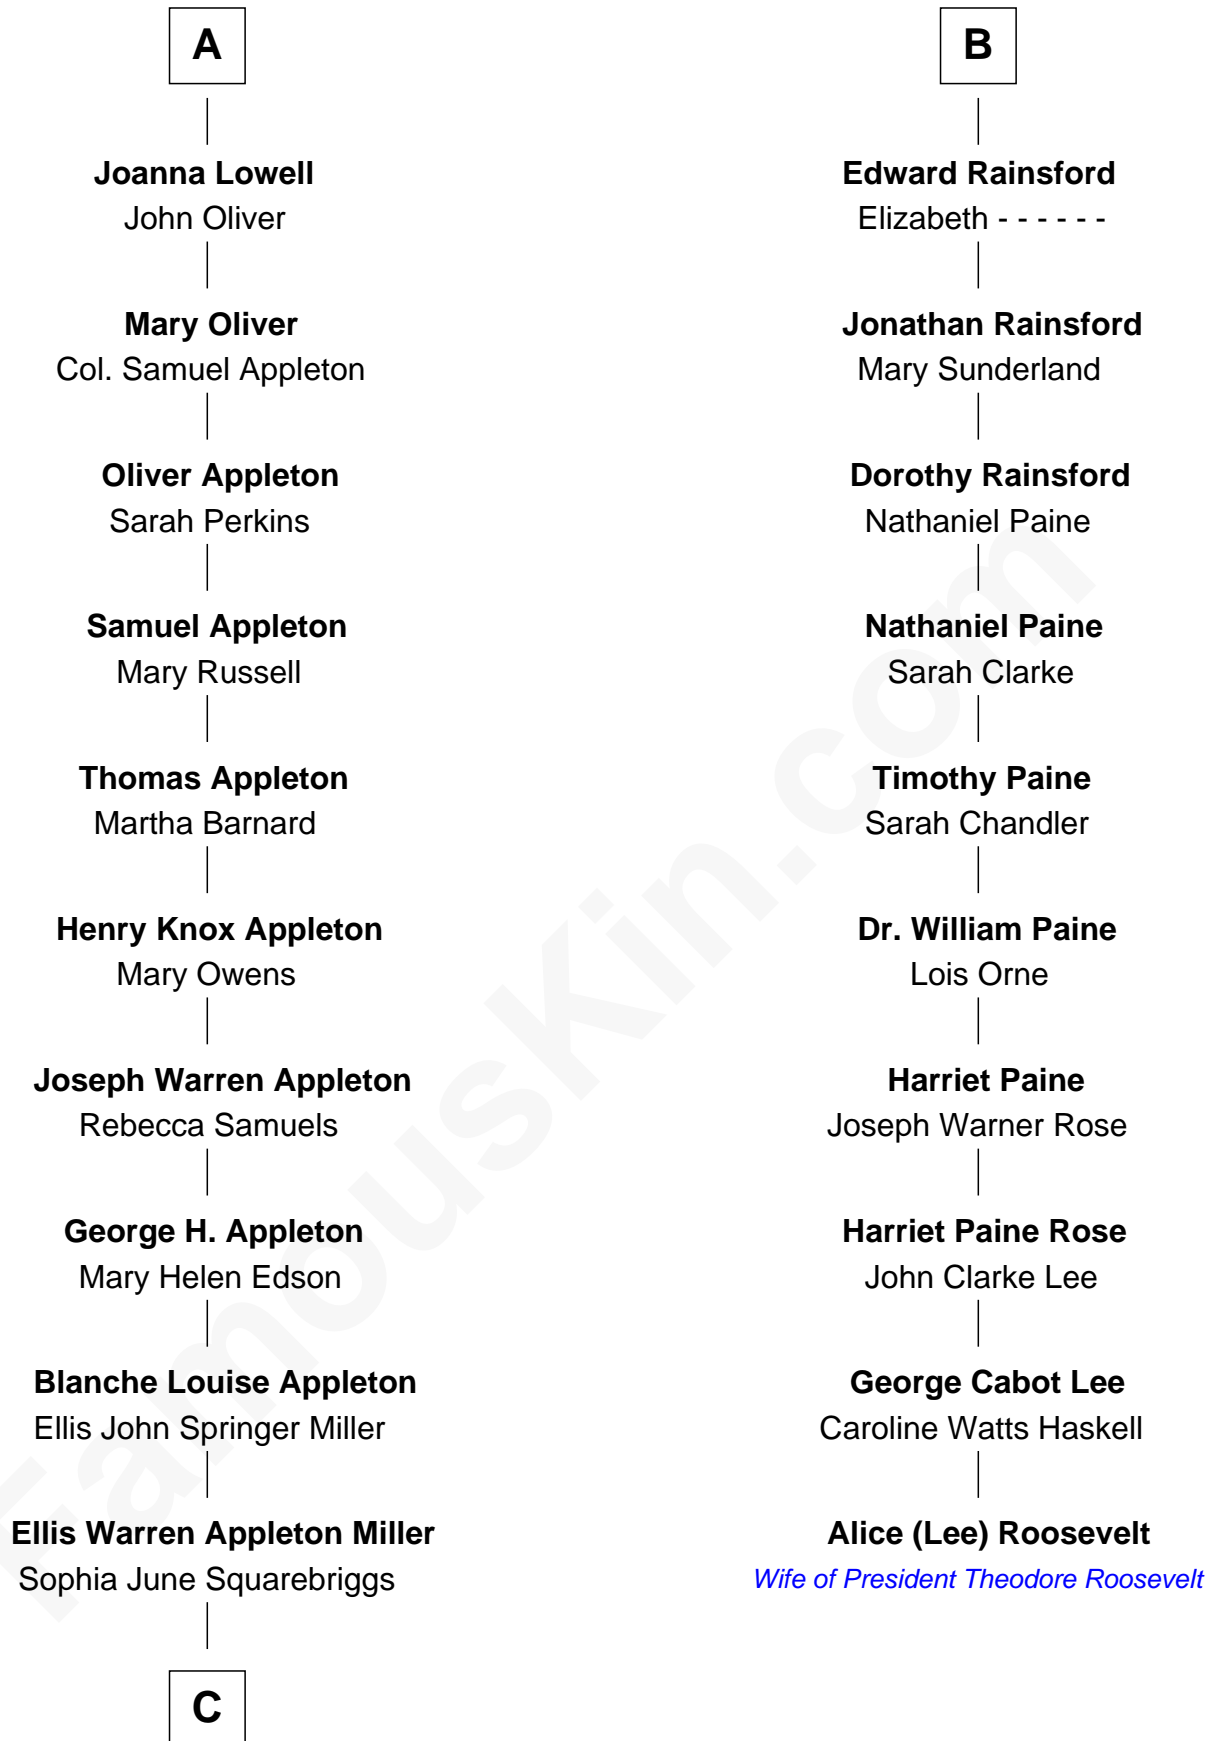 A
Joanna Lowell
John Oliver
Mary Oliver
Col. Samuel Appleton
Oliver Appleton
Sarah Perkins
Samuel Appleton
Mary Russell
Thomas Appleton
Martha Barnard
Henry Knox Appleton
Mary Owens
Joseph Warren Appleton
Rebecca Samuels
George H. Appleton
Mary Helen Edson
Blanche Louise Appleton
Ellis John Springer Miller
Ellis Warren Appleton Miller
Sophia June Squarebriggs
C
B
Edward Rainsford
Elizabeth - - - - - -
Jonathan Rainsford
Mary Sunderland
Dorothy Rainsford
Nathaniel Paine
Nathaniel Paine
Sarah Clarke
Timothy Paine
Sarah Chandler
Dr. William Paine
Lois Orne
Harriet Paine
Joseph Warner Rose
Harriet Paine Rose
John Clarke Lee
George Cabot Lee
Caroline Watts Haskell
Alice (Lee) Roosevelt
Wife of President Theodore Roosevelt
FamousKin.com